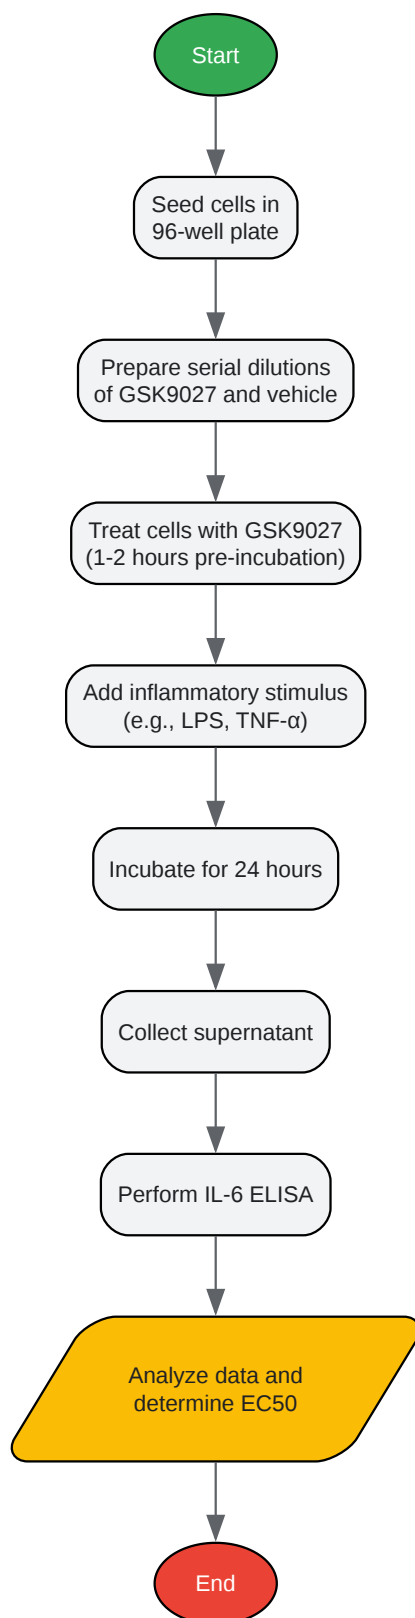 Start
Seed cells in
96-well plate
Prepare serial dilutions
of GSK9027 and vehicle
Treat cells with GSK9027
(1-2 hours pre-incubation)
Add inflammatory stimulus
(e.g., LPS, TNF-α)
Incubate for 24 hours
Collect supernatant
Perform IL-6 ELISA
Analyze data and
determine EC50
End